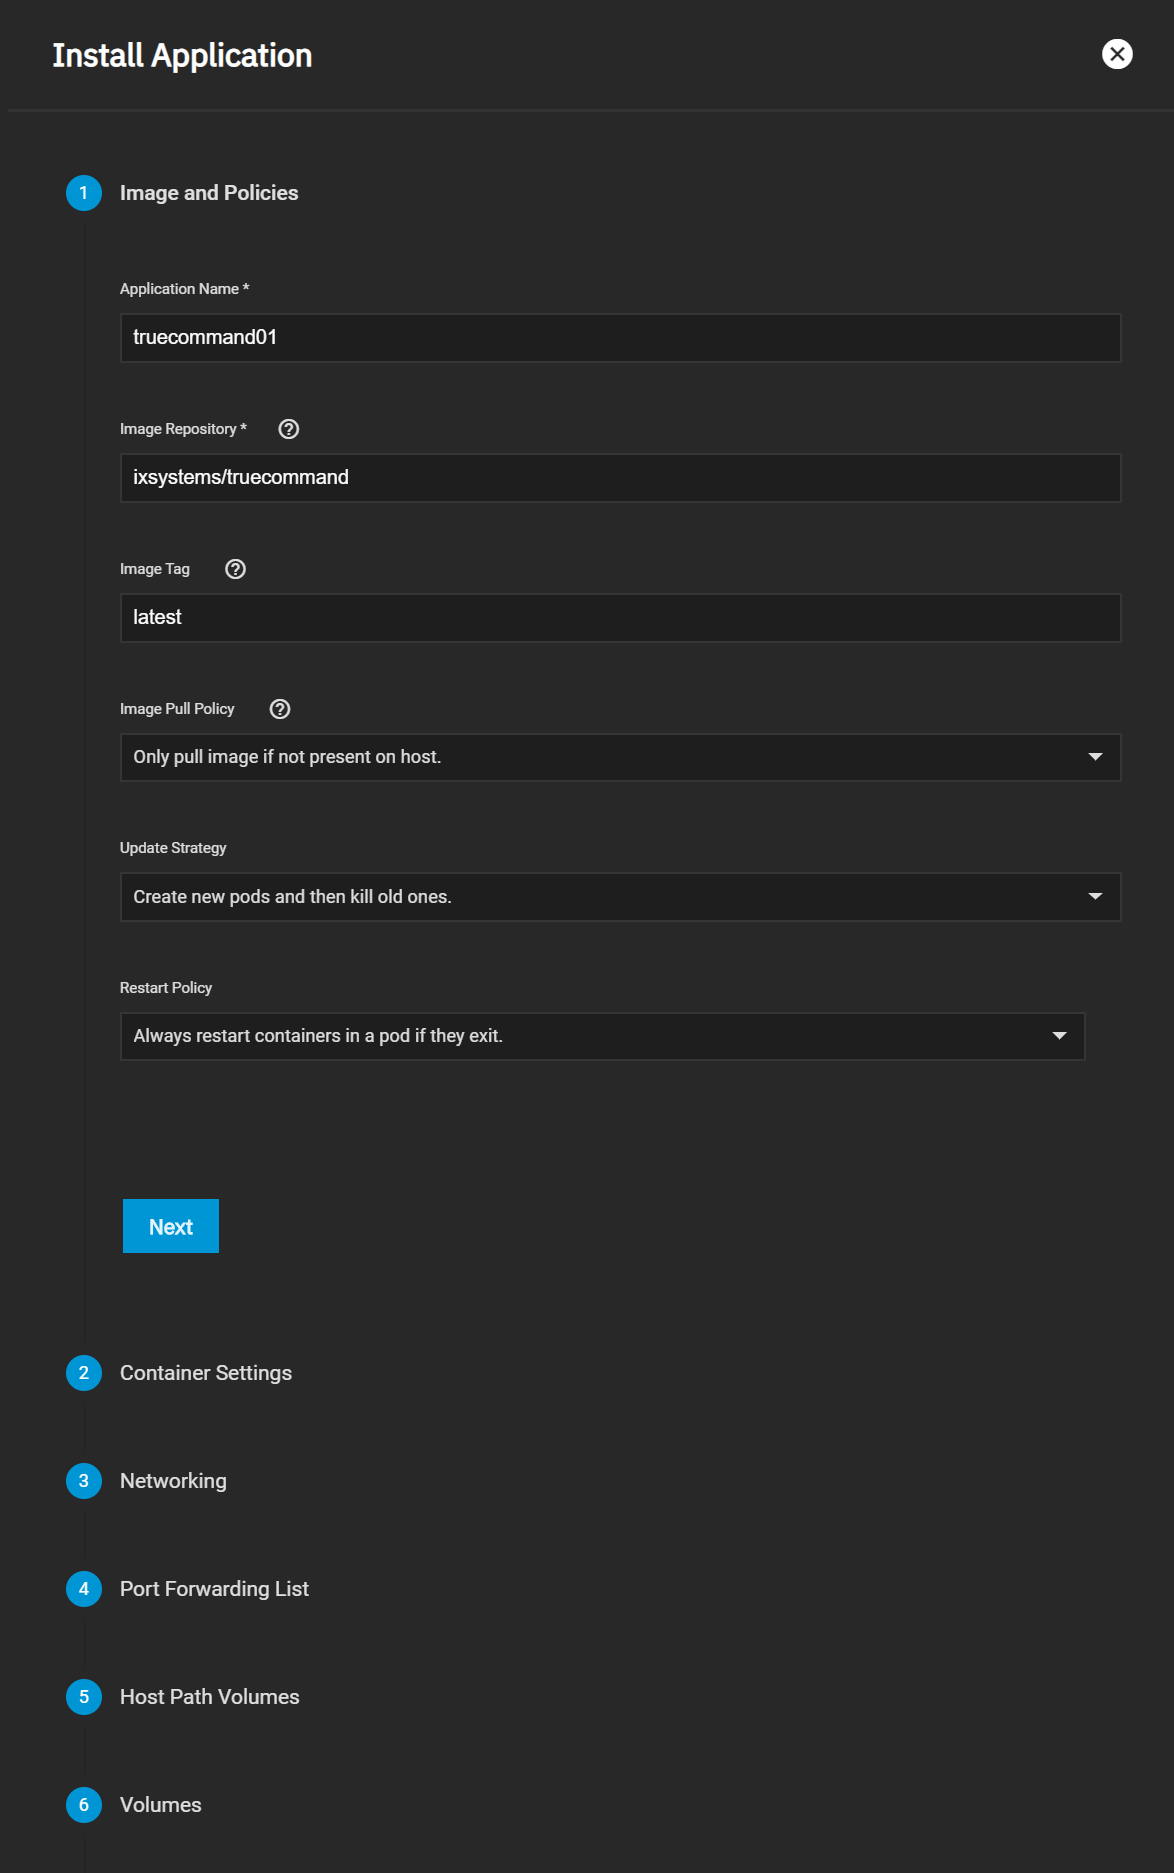 Install Application
1 Image and Policies
Application Name *
truecommand01
Image Repository *
ixsystems/truecommand
Image Tag
latest
Image Pull Policy
Only pull image if not present on host.
Update Strategy
Create new pods and then kill old ones.
Restart Policy
Always restart containers in a pod if they exit.
Next
2 Container Settings
3 Networking
4 Port Forwarding List
5 Host Path Volumes
6 Volumes